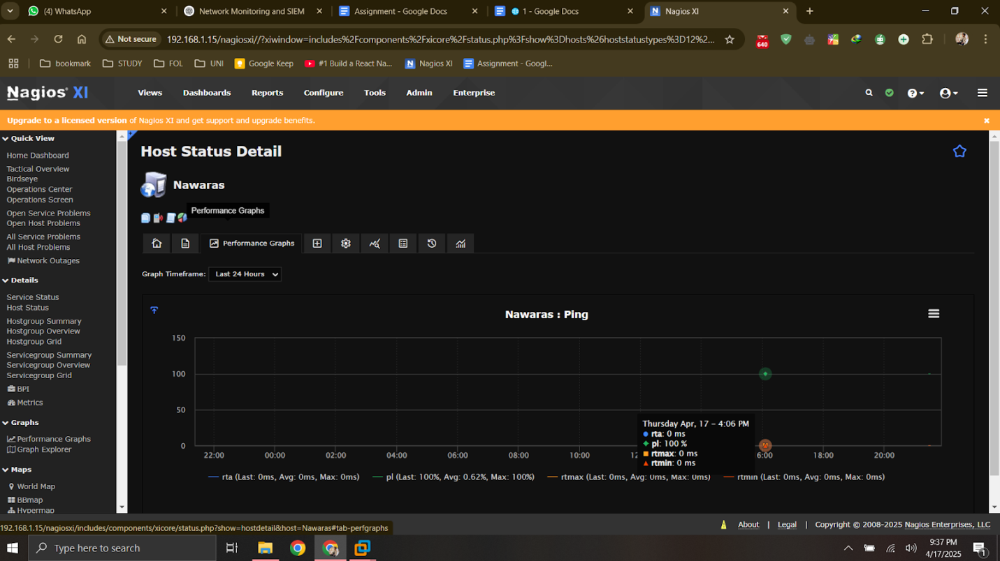 (4) WhatsApp
Network Monitoring and SIEM
Assignment - Google Docs
1 - Google Docs
Nagios XI
Not secure
192.168.1.15/nagiosxi//?xiwindow=includes%2Fcomponents%2Fxicore%2Fstatus.php%3Fshow%3Dhosts%26hoststatustypes%3D12%2...
640
bookmark
STUDY
FOL
UNI
Google Keep
#1 Build a React Na...
Nagios XI
Assignment - Googl...
Nagios XI
Views
Dashboards
Reports
Configure
Tools
Admin
Enterprise
Upgrade to a licensed version of Nagios XI and get support and upgrade benefits.
Quick View
Home Dashboard
Tactical Overview
Birdseye
Operations Center
Operations Screen
Open Service Problems
Open Host Problems
All Service Problems
All Host Problems
Network Outages
Details
Service Status
Host Status
Hostgroup Summary
Hostgroup Overview
Hostgroup Grid
Servicegroup Summary
Servicegroup Overview
Servicegroup Grid
BPI
Metrics
Graphs
Performance Graphs
Graph Explorer
Maps
World Map
BBmap
Hypermap
Host Status Detail
Nawaras
Performance Graphs
Performance Graphs
Graph Timeframe: Last 24 Hours
Nawaras : Ping
150
100
50
0
22:00 00:00 02:00 04:00 06:00 08:00 10:00 18:00 20:00
Thursday Apr, 17 - 4:06 PM
rta: 0 ms
pl: 100 %
rtmax: 0 ms
rtmin: 0 ms
rta (Last: 0ms, Avg: 0ms, Max: 0ms) pl (Last: 100%, Avg: 0.62%, Max: 100%) rtmax (Last: 0ms, Avg: 0ms, Max: 0ms) rtmin (Last: 0ms, Avg: 0ms, Max: 0ms)
192.168.1.15/nagiosxi/includes/components/xicore/status.php?show=hostdetail&host=Nawaras#tab-perfgraphs
About | Legal | Copyright © 2008-2025 Nagios Enterprises, LLC
Type here to search
9:37 PM
4/17/2025
1